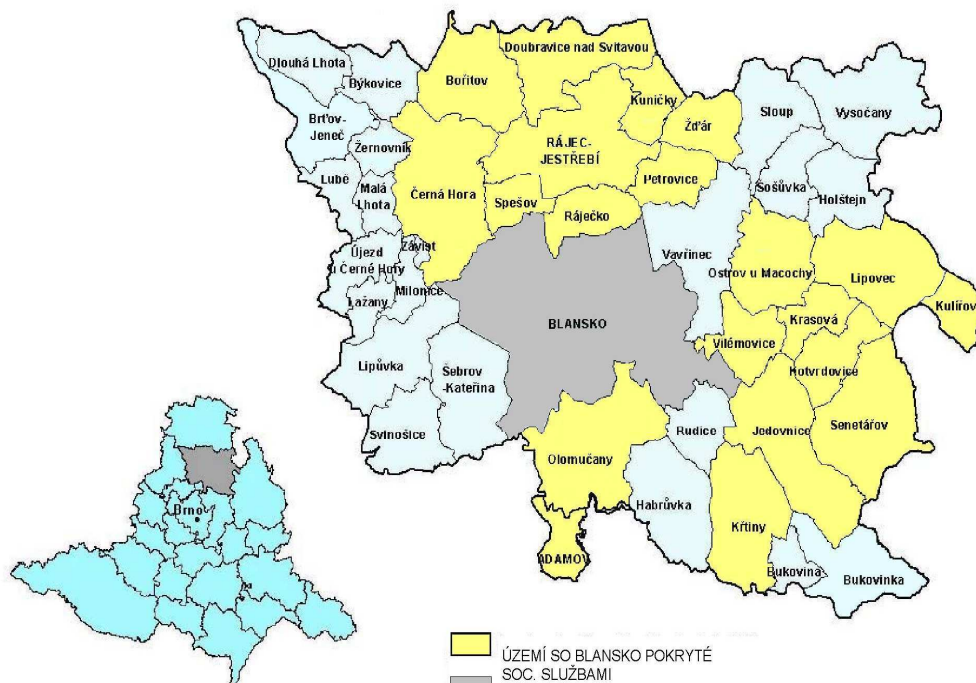 Dlouhá Lhota
Býkovice
Bořitov
Doubravice nad Svitavou
Kuničky
Žďár
Sloup
Vysočany
Brťov-
Jeneč
Žernovník
RÁJEC-
JESTŘEBÍ
Petrovice
Šošůvka
Holštejn
Lubě
Malá
Lhota
Černá Hora
Spešov
Ráječko
Závist
Újezd
u Černé Hory
Vavřinec
Ostrov u Macochy
Lipovec
Milonice
Lažany
Kulířov
Krasová
BLANSKO
Vilémovice
Lipůvka
Šebrov
-Kateřina
Kotvrdovice
Svinošice
Rudice
Jedovnice
Senetářov
Olomučany
Habrůvka
Brno
Křtiny
ADAMOV
Bukovina
Bukovinka
ÚZEMÍ SO BLANSKO POKRYTÉ
SOC. SLUŽBAMI